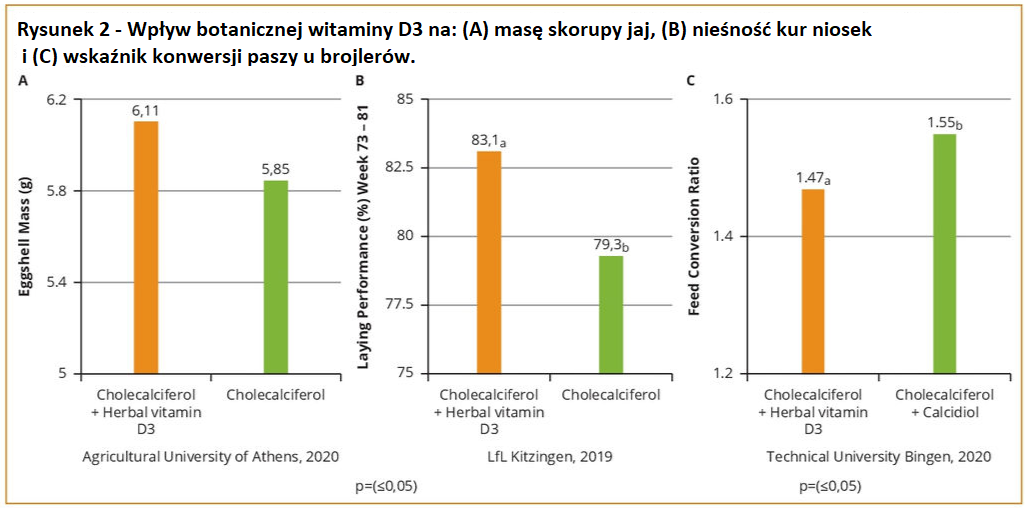 Rysunek 2 - Wpływ botanicznej witaminy D3 na: (A) masę skorupy jaj, (B) nieśność kur niosek
i (C) wskaźnik konwersji paszy u brojlerów.
A
Eggshell Mass (g)
6.2
5.8
5.4
5
6,11
5,85
Cholecalciferol
+ Herbal vitamin
D3
Cholecalciferol
Agricultural University of Athens, 2020
B
Laying Performance (%) Week 73 – 81
85
82.5
80
77.5
75
83,1a
79,3b
Cholecalciferol
+ Herbal vitamin
D3
Cholecalciferol
LfL Kitzingen, 2019
p=(≤0,05)
C
Feed Conversion Ratio
1.6
1.4
1.2
1.47a
1.55b
Cholecalciferol
+ Herbal vitamin
D3
Cholecalciferol
+ Calcidiol
Technical University Bingen, 2020
p=(≤0,05)